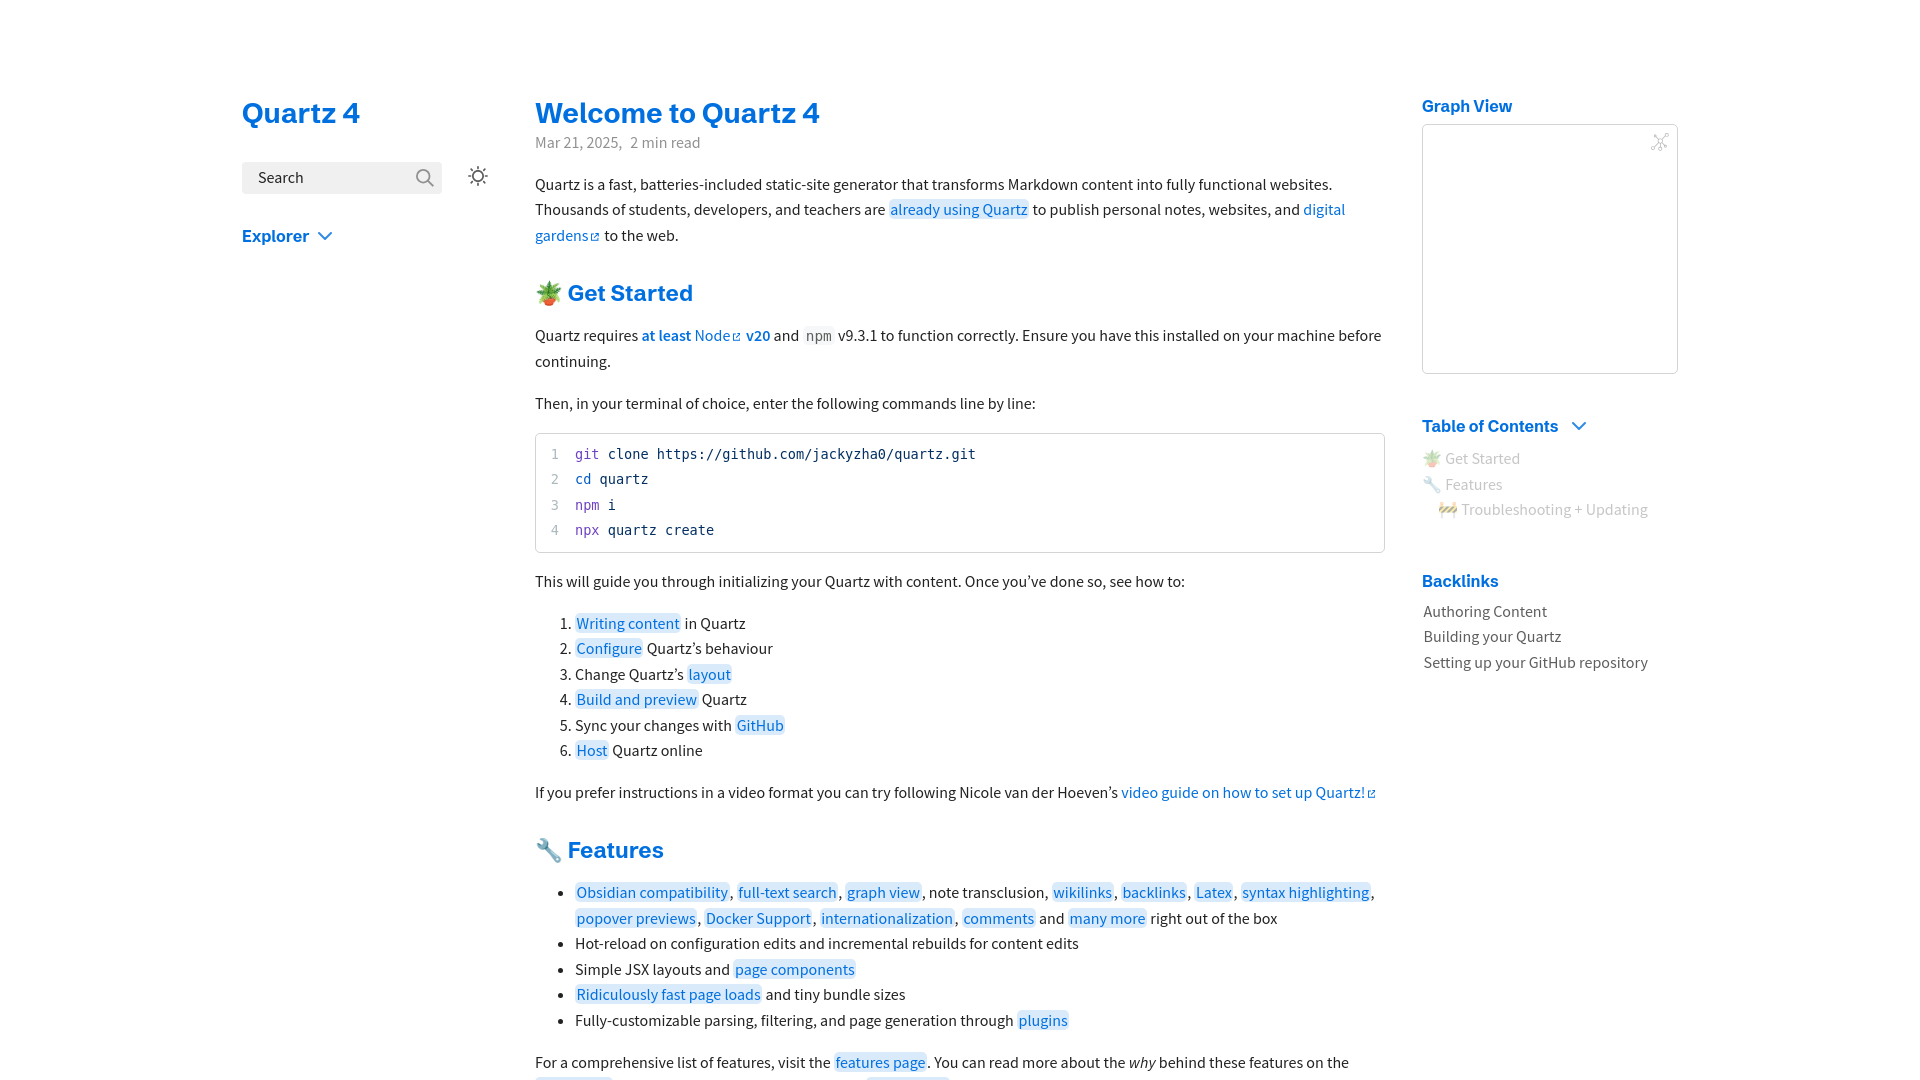 Quartz 4
Search
Explorer
Welcome to Quartz 4
Mar 21, 2025, 2 min read
Quartz is a fast, batteries-included static-site generator that transforms Markdown content into fully functional websites.
Thousands of students, developers, and teachers are already using Quartz to publish personal notes, websites, and digital
gardens to the web.
🪴 Get Started
Quartz requires at least Node v20 and npm v9.3.1 to function correctly. Ensure you have this installed on your machine before
continuing.
Then, in your terminal of choice, enter the following commands line by line:
1 git clone https://github.com/jackyzha0/quartz.git
2 cd quartz
3 npm i
4 npx quartz create
This will guide you through initializing your Quartz with content. Once you’ve done so, see how to:
1. Writing content in Quartz
2. Configure Quartz’s behaviour
3. Change Quartz’s layout
4. Build and preview Quartz
5. Sync your changes with GitHub
6. Host Quartz online
If you prefer instructions in a video format you can try following Nicole van der Hoeven’s video guide on how to set up Quartz!
🔧 Features
• Obsidian compatibility, full-text search, graph view, note transclusion, wikilinks, backlinks, Latex, syntax highlighting,
popover previews, Docker Support, internationalization, comments and many more right out of the box
• Hot-reload on configuration edits and incremental rebuilds for content edits
• Simple JSX layouts and page components
• Ridiculously fast page loads and tiny bundle sizes
• Fully-customizable parsing, filtering, and page generation through plugins
For a comprehensive list of features, visit the features page. You can read more about the why behind these features on the
Graph View
Table of Contents
🪴 Get Started
🔧 Features
🚧 Troubleshooting + Updating
Backlinks
Authoring Content
Building your Quartz
Setting up your GitHub repository